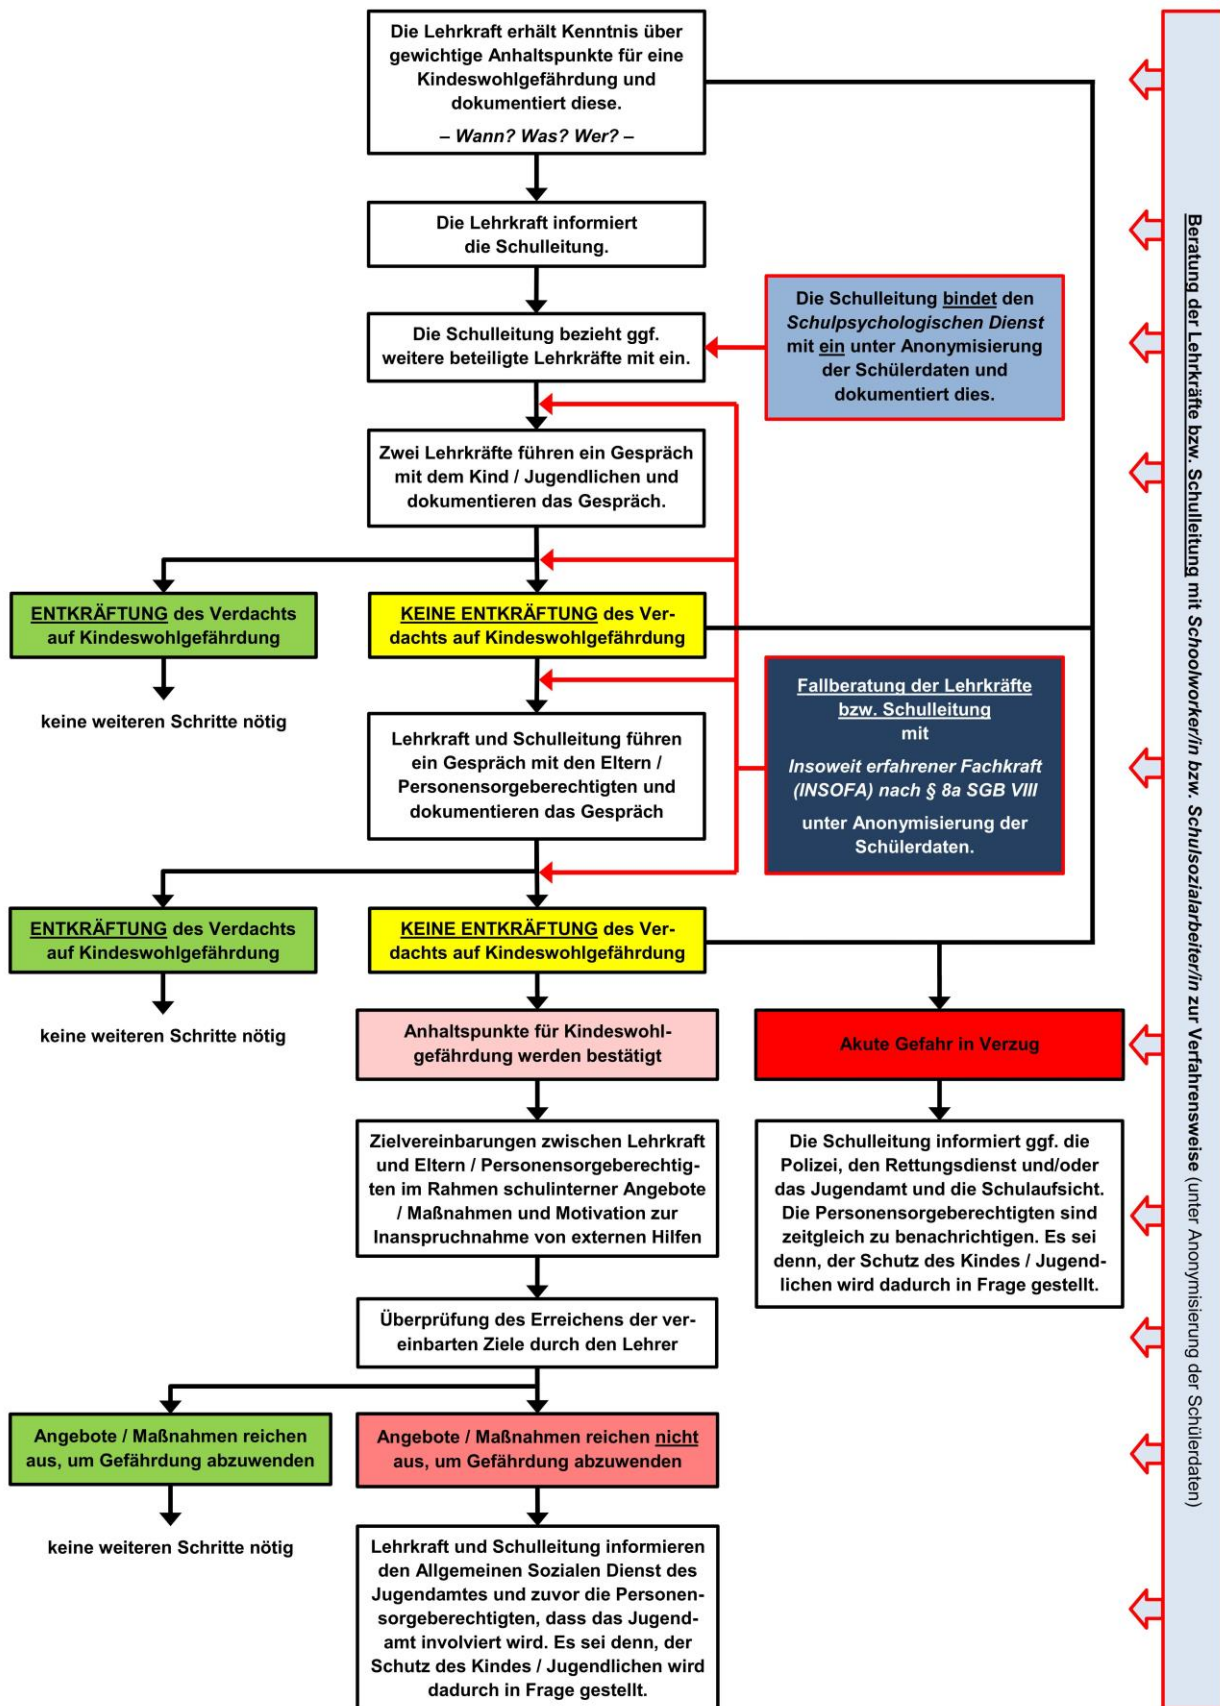 Die Lehrkraft erhält Kenntnis über
gewichtige Anhaltspunkte für eine
Kindeswohlgefährdung und
dokumentiert diese.
– Wann? Was? Wer? –
Die Lehrkraft informiert
die Schulleitung.
Die Schulleitung bezieht ggf.
weitere beteiligte Lehrkräfte mit ein.
Die Schulleitung bindet den
Schulpsychologischen Dienst
mit ein unter Anonymisierung
der Schülerdaten und
dokumentiert dies.
Zwei Lehrkräfte führen ein Gespräch
mit dem Kind / Jugendlichen und
dokumentieren das Gespräch.
ENTKRÄFTUNG des Verdachts
auf Kindeswohlgefährdung
keine weiteren Schritte nötig
KEINE ENTKRÄFTUNG des Ver-
dachts auf Kindeswohlgefährdung
Fallberatung der Lehrkräfte
bzw. Schulleitung
mit
Insoweit erfahrener Fachkraft
(INSOFA) nach § 8a SGB VIII
unter Anonymisierung der
Schülerdaten.
Lehrkraft und Schulleitung führen
ein Gespräch mit den Eltern /
Personensorgeberechtigten und
dokumentieren das Gespräch
ENTKRÄFTUNG des Verdachts
auf Kindeswohlgefährdung
keine weiteren Schritte nötig
KEINE ENTKRÄFTUNG des Ver-
dachts auf Kindeswohlgefährdung
Anhaltspunkte für Kindeswohl-
gefährdung werden bestätigt
Akute Gefahr in Verzug
Zielvereinbarungen zwischen Lehrkraft
und Eltern / Personensorgeberechtig-
ten im Rahmen schulinterner Angebote
/ Maßnahmen und Motivation zur
Inanspruchnahme von externen Hilfen
Die Schulleitung informiert ggf. die
Polizei, den Rettungsdienst und/oder
das Jugendamt und die Schulaufsicht.
Die Personensorgeberechtigten sind
zeitgleich zu benachrichtigen. Es sei
denn, der Schutz des Kindes / Jugend-
lichen wird dadurch in Frage gestellt.
Überprüfung des Erreichens der ver-
einbarten Ziele durch den Lehrer
Angebote / Maßnahmen reichen
aus, um Gefährdung abzuwenden
keine weiteren Schritte nötig
Angebote / Maßnahmen reichen nicht
aus, um Gefährdung abzuwenden
Lehrkraft und Schulleitung informieren
den Allgemeinen Sozialen Dienst des
Jugendamtes und zuvor die Personen-
sorgeberechtigten, dass das Jugend-
amt involviert wird. Es sei denn, der
Schutz des Kindes / Jugendlichen wird
dadurch in Frage gestellt.
Beratung der Lehrkräfte bzw. Schulleitung mit Schoolworker/in bzw. Schulsozialarbeiter/in zur Verfahrensweise (unter Anonymisierung der Schülerdaten)